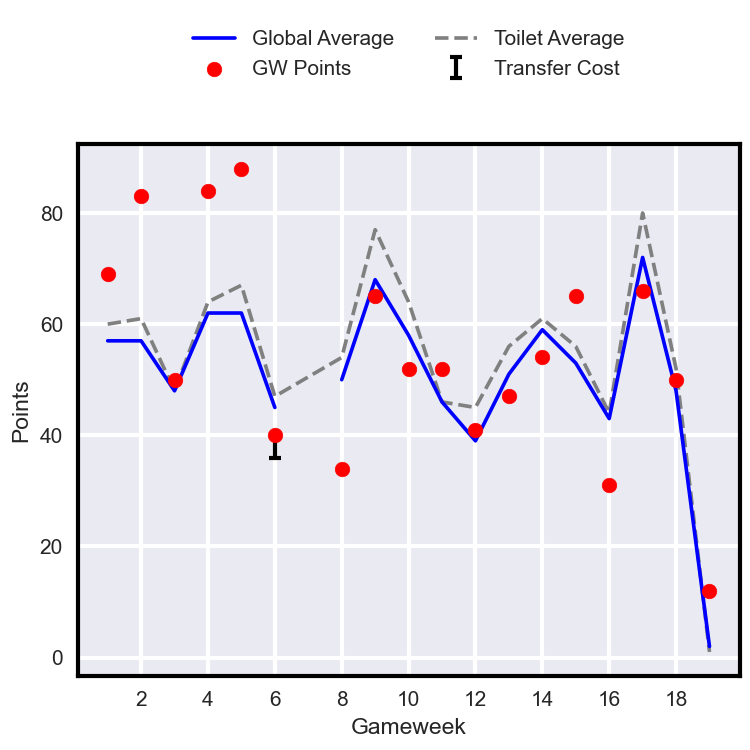 Global Average
Toilet Average
GW Points
Transfer Cost
Points
80
60
40
20
0
2 4 6 8 10 12 14 16 18
Gameweek